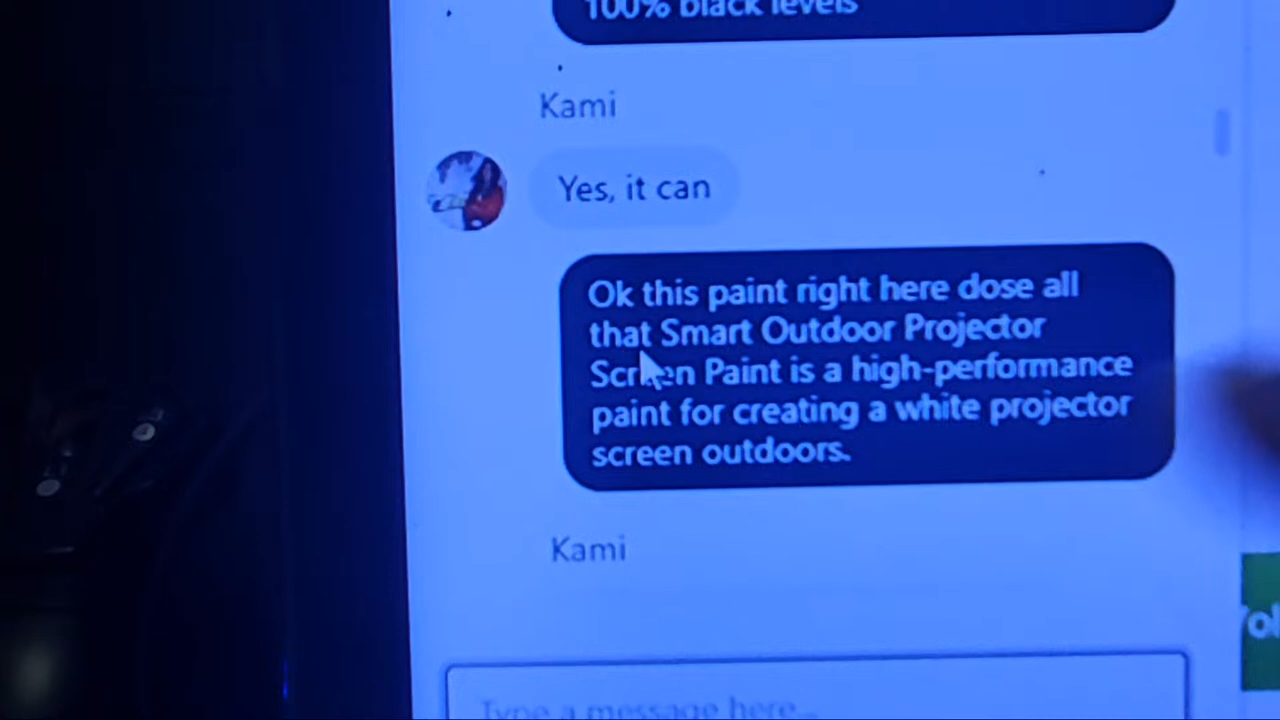 100% black levels
Kami
Yes, it can
Ok this paint right here dose all
that Smart Outdoor Projector
Screen Paint is a high-performance
paint for creating a white projector
screen outdoors.
Kami
Type a message here...